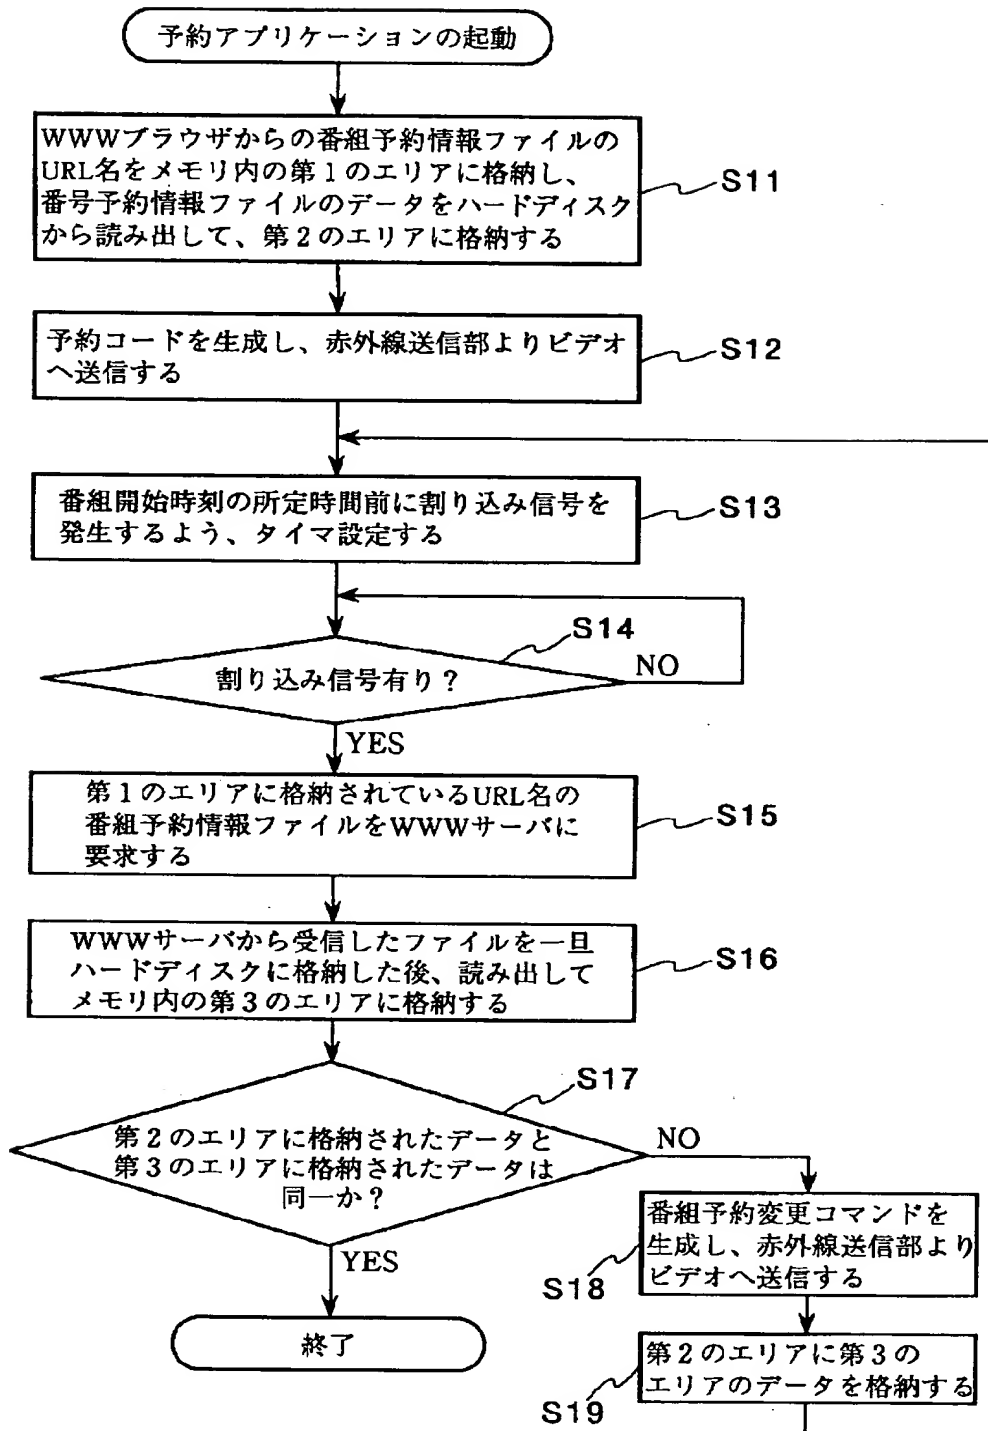 予約アプリケーションの起動
WWWブラウザからの番組予約情報ファイルの
URL名をメモリ内の第1のエリアに格納し、
番号予約情報ファイルのデータをハードディスク
から読み出して、第2のエリアに格納する
S11
予約コードを生成し、赤外線送信部よりビデオ
へ送信する
S12
番組開始時刻の所定時間前に割り込み信号を
発生するよう、タイマ設定する
S13
S14
割り込み信号有り?
NO
YES
第1のエリアに格納されているURL名の
番組予約情報ファイルをWWWサーバに
要求する
S15
WWWサーバから受信したファイルを一旦
ハードディスクに格納した後、読み出して
メモリ内の第3のエリアに格納する
S16
S17
第2のエリアに格納されたデータと
第3のエリアに格納されたデータは
同一か?
NO
YES
番組予約変更コマンドを
生成し、赤外線送信部より
ビデオへ送信する
S18
終了
第2のエリアに第3の
エリアのデータを格納する
S19